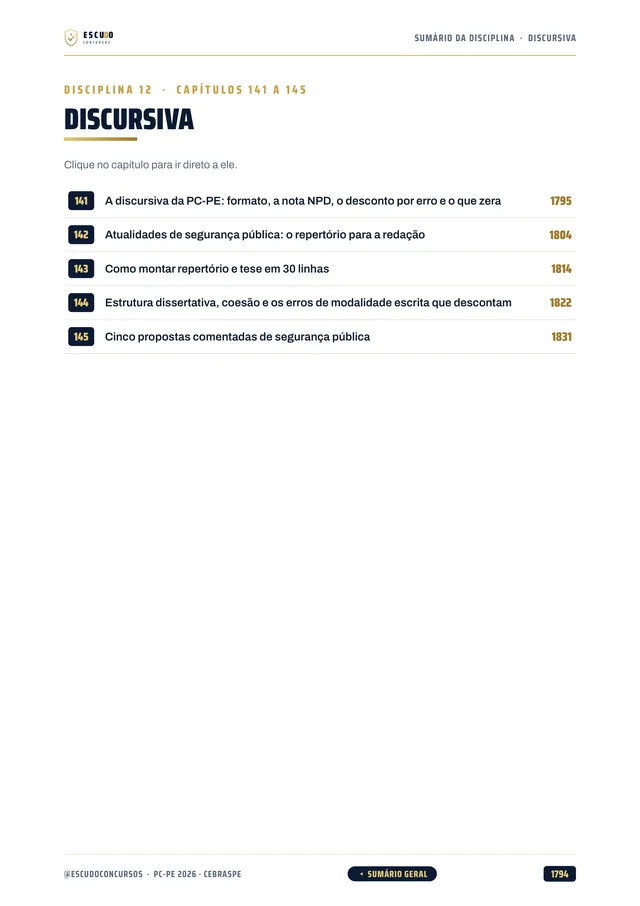 ESCUDO
CONCURSOS
SUMÁRIO DA DISCIPLINA · DISCURSIVA
DISCIPLINA 12 · CAPÍTULOS 141 A 145
DISCURSIVA
Clique no capítulo para ir direto a ele.
141 A discursiva da PC-PE: formato, a nota NPD, o desconto por erro e o que zera 1795
142 Atualidades de segurança pública: o repertório para a redação 1804
143 Como montar repertório e tese em 30 linhas 1814
144 Estrutura dissertativa, coesão e os erros de modalidade escrita que descontam 1822
145 Cinco propostas comentadas de segurança pública 1831
@ESCUDOCONCURSOS · PC-PE 2026 · CEBRASPE
SUMÁRIO GERAL
1794